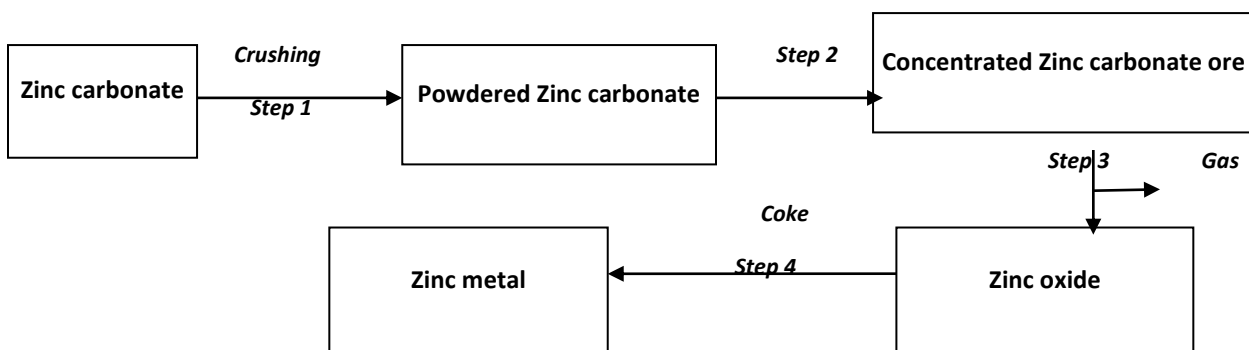 Zinc carbonate
Crushing
Step 1
Powdered Zinc carbonate
Step 2
Concentrated Zinc carbonate ore
Step 3
Gas
Coke
Step 4
Zinc metal
Zinc oxide